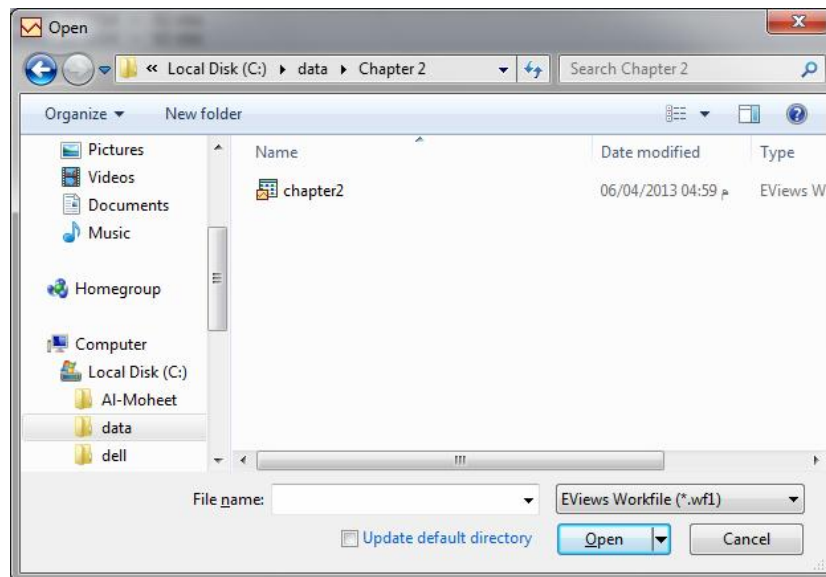 Open
« Local Disk (C:) ▸ data ▸ Chapter 2
Search Chapter 2
Organize
New folder
Pictures
Videos
Documents
Music
Homegroup
Computer
Local Disk (C:)
Al-Moheet
data
dell
Name
Date modified
Type
chapter2
06/04/2013 04:59 م
EViews W
File name:
EViews Workfile (*.wf1)
Update default directory
Open
Cancel